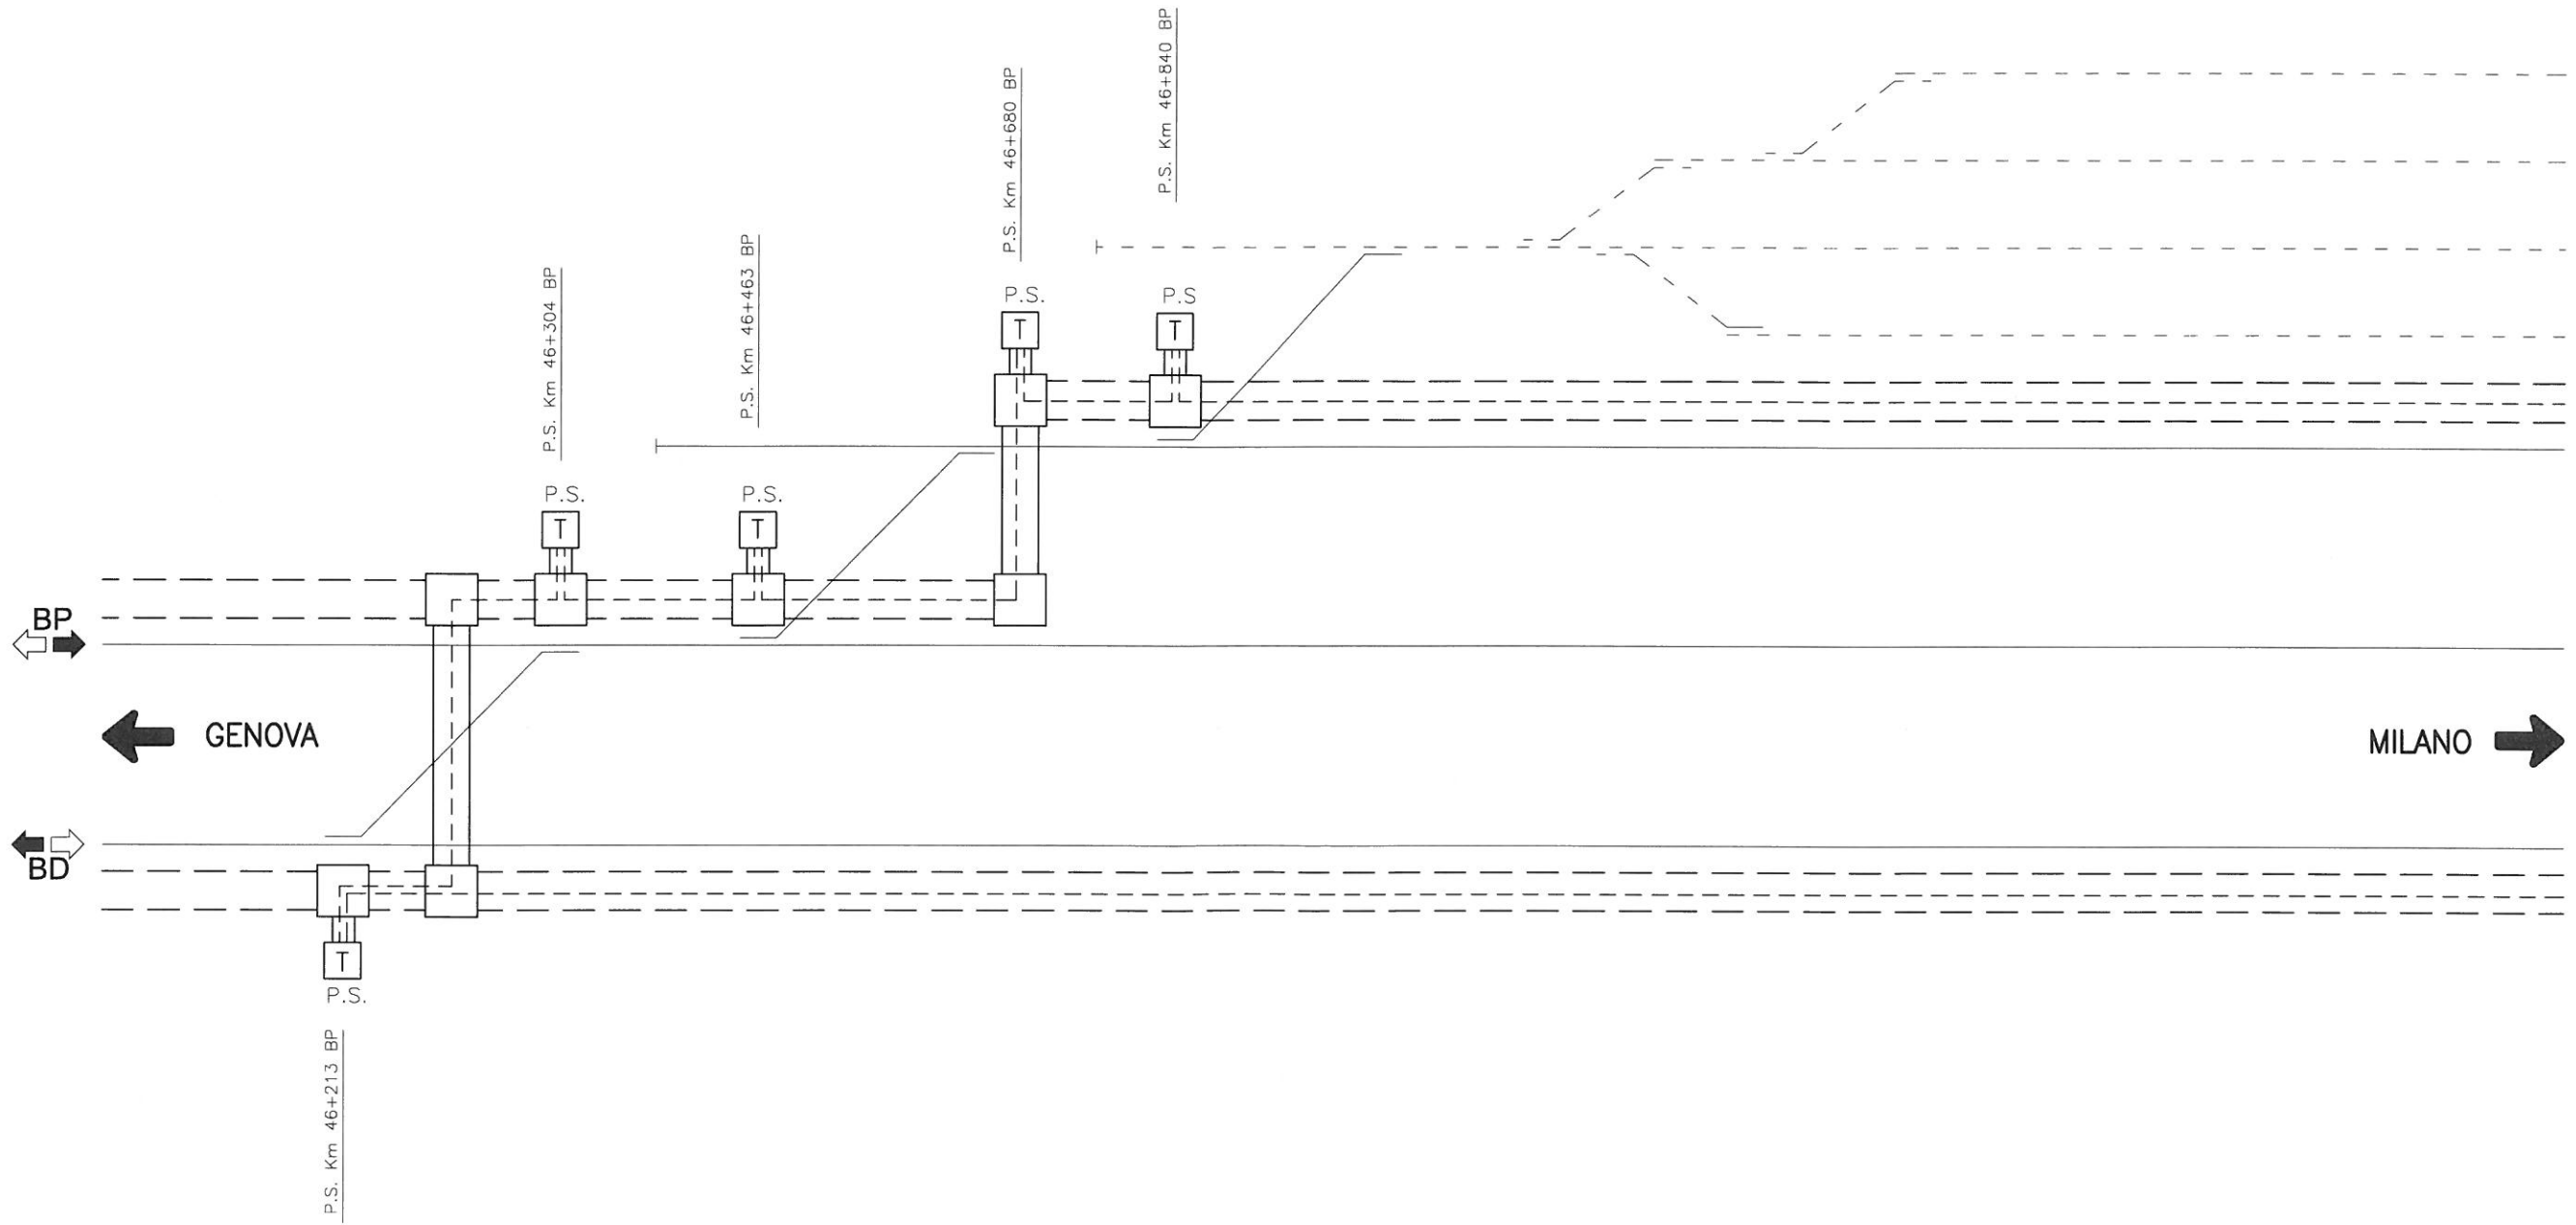 P.S. Km 46+840 BP
P.S. Km 46+680 BP
P.S. Km 46+463 BP
P.S. Km 46+304 BP
P.S.
P.S
T
T
P.S.
P.S.
T
T
BP
GENOVA
MILANO
BD
T
P.S.
P.S. Km 46+213 BP